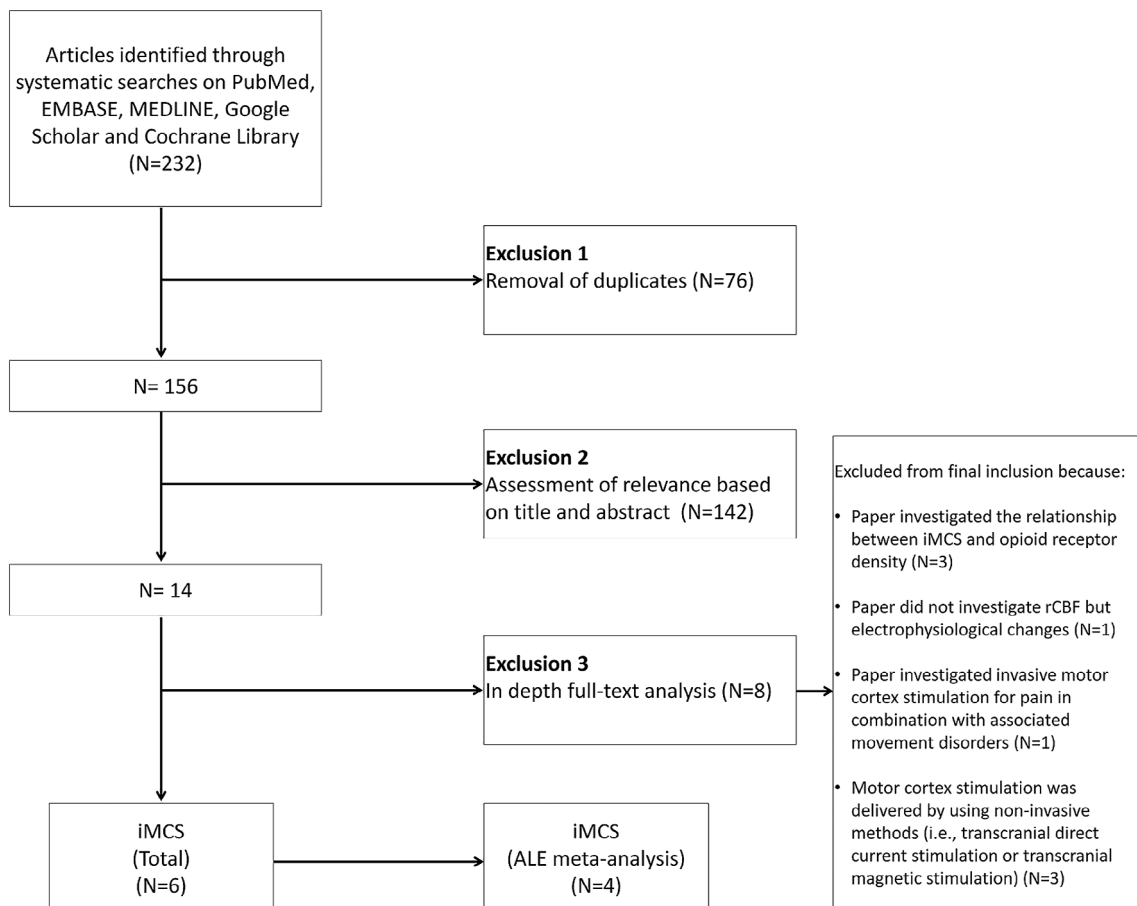 Articles identified through
systematic searches on PubMed,
EMBASE, MEDLINE, Google
Scholar and Cochrane Library
(N=232)
Exclusion 1
Removal of duplicates (N=76)
N= 156
Exclusion 2
Assessment of relevance based
on title and abstract (N=142)
N= 14
Exclusion 3
In depth full-text analysis (N=8)
Excluded from final inclusion because:
• Paper investigated the relationship
between iMCS and opioid receptor
density (N=3)
• Paper did not investigate rCBF but
electrophysiological changes (N=1)
• Paper investigated invasive motor
cortex stimulation for pain in
combination with associated
movement disorders (N=1)
• Motor cortex stimulation was
delivered by using non-invasive
methods (i.e., transcranial direct
current stimulation or transcranial
magnetic stimulation) (N=3)
iMCS
(Total)
(N=6)
iMCS
(ALE meta-analysis)
(N=4)